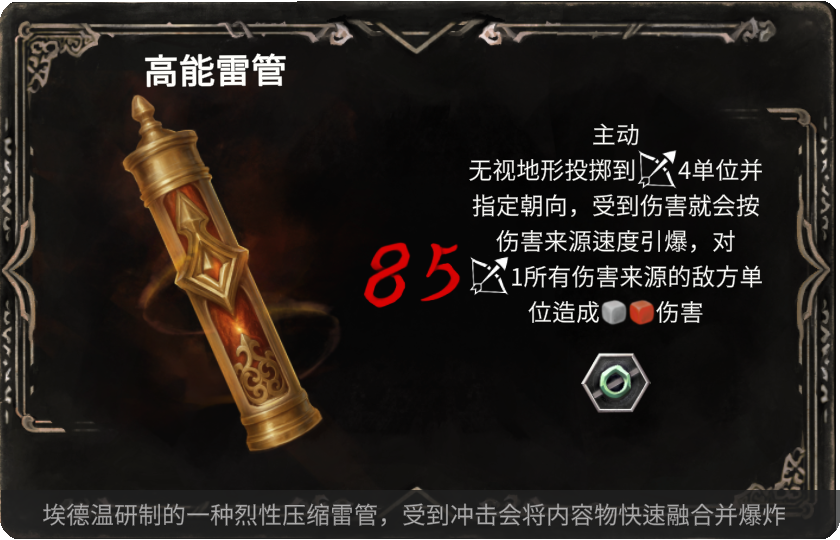 高能雷管
主动
无视地形投掷到4单位并
指定朝向，受到伤害就会按
伤害来源速度引爆，对
1所有伤害来源的敌方单
位造成伤害
85
埃德温研制的一种烈性压缩雷管，受到冲击会将内容物快速融合并爆炸